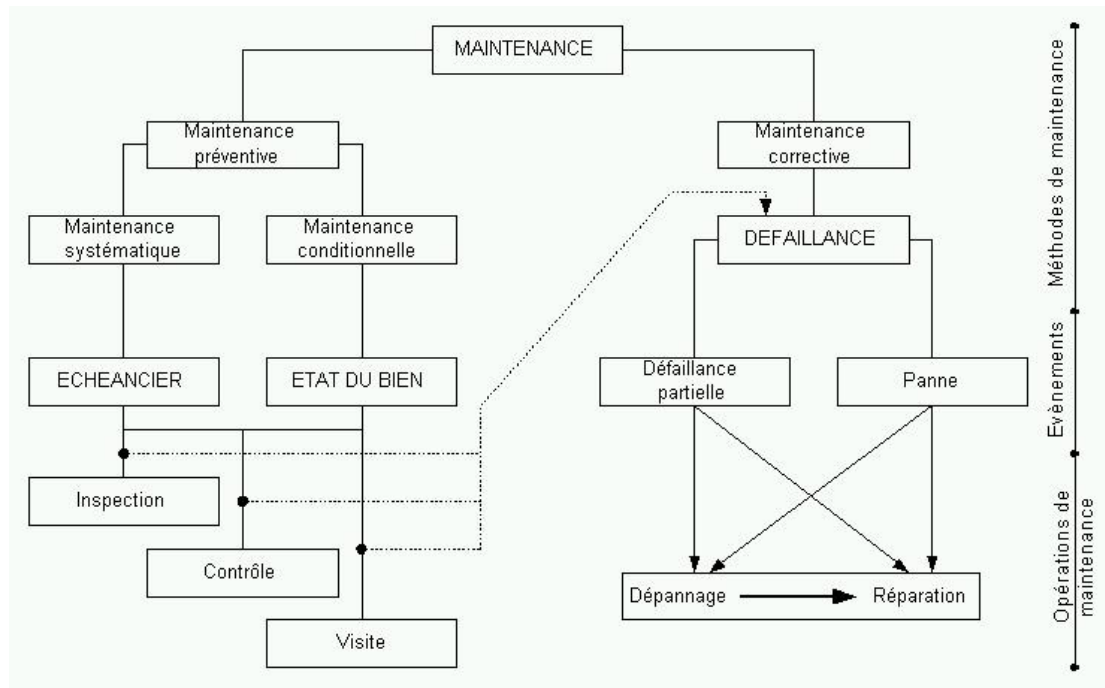 MAINTENANCE
Maintenance
préventive
Maintenance
corrective
Maintenance
systématique
Maintenance
conditionnelle
DEFAILLANCE
ECHEANCIER
ETAT DU BIEN
Défaillance
partielle
Panne
Inspection
Contrôle
Visite
Dépannage
Réparation
Méthodes de maintenance
Evènements
Opérations de
maintenance